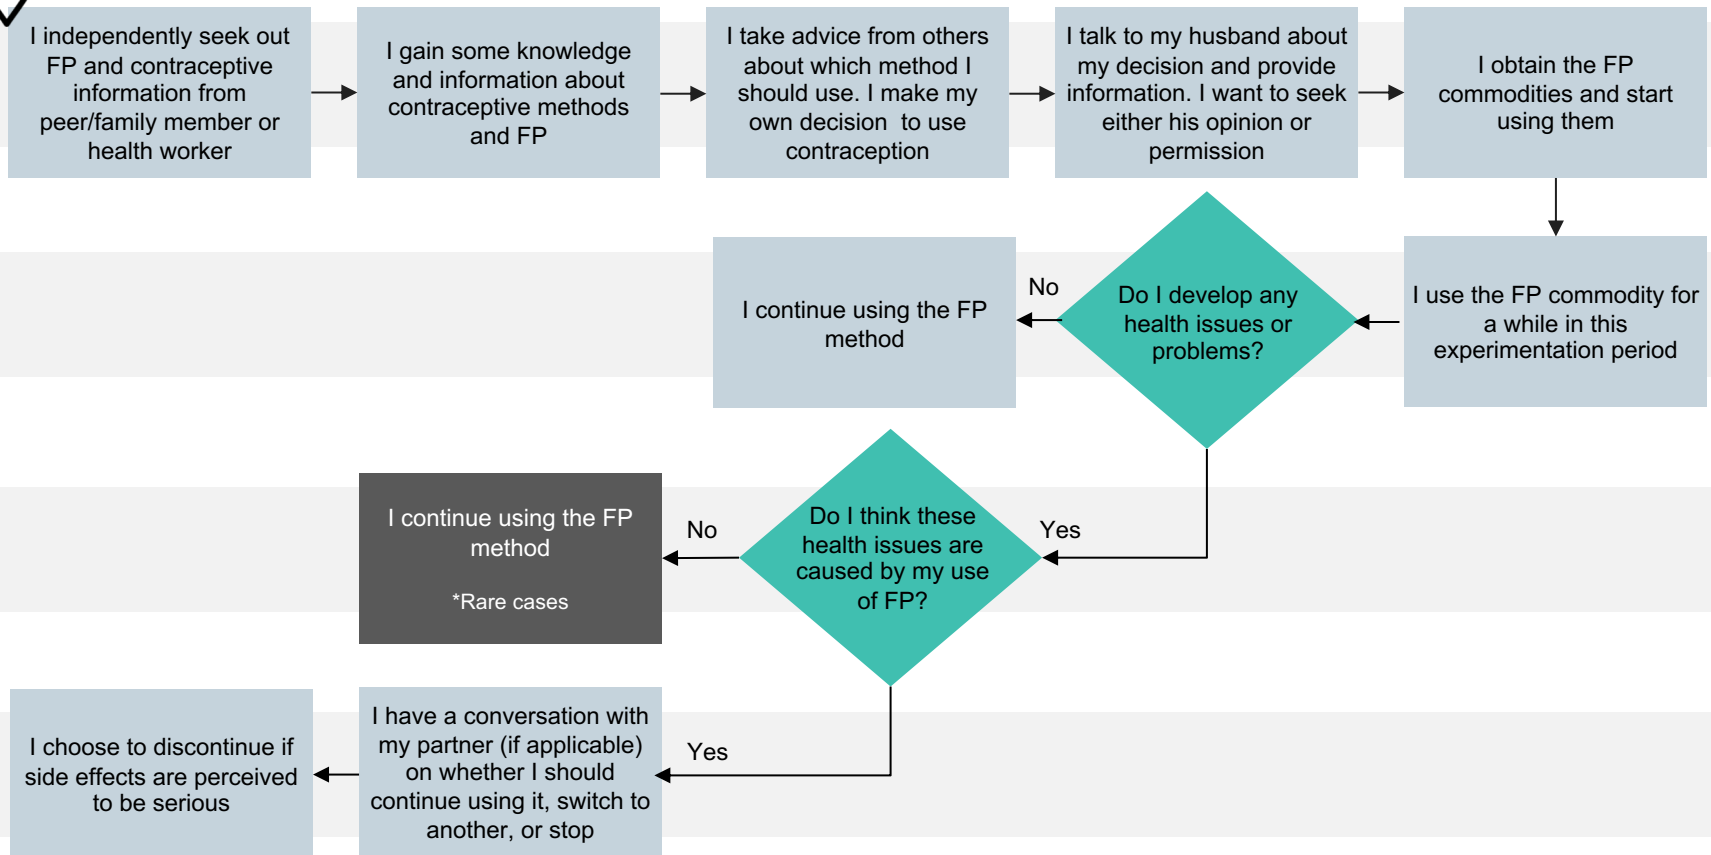 I independently seek out
FP and contraceptive
information from
peer/family member or
health worker
I gain some knowledge
and information about
contraceptive methods
and FP
I take advice from others
about which method I
should use. I make my
own decision to use
contraception
I talk to my husband about
my decision and provide
information. I want to seek
either his opinion or
permission
I obtain the FP
commodities and start
using them
I use the FP commodity for
a while in this
experimentation period
Do I develop any
health issues or
problems?
No
I continue using the FP
method
Yes
Do I think these
health issues are
caused by my use
of FP?
No
I continue using the FP
method
*Rare cases
Yes
I have a conversation with
my partner (if applicable)
on whether I should
continue using it, switch to
another, or stop
I choose to discontinue if
side effects are perceived
to be serious